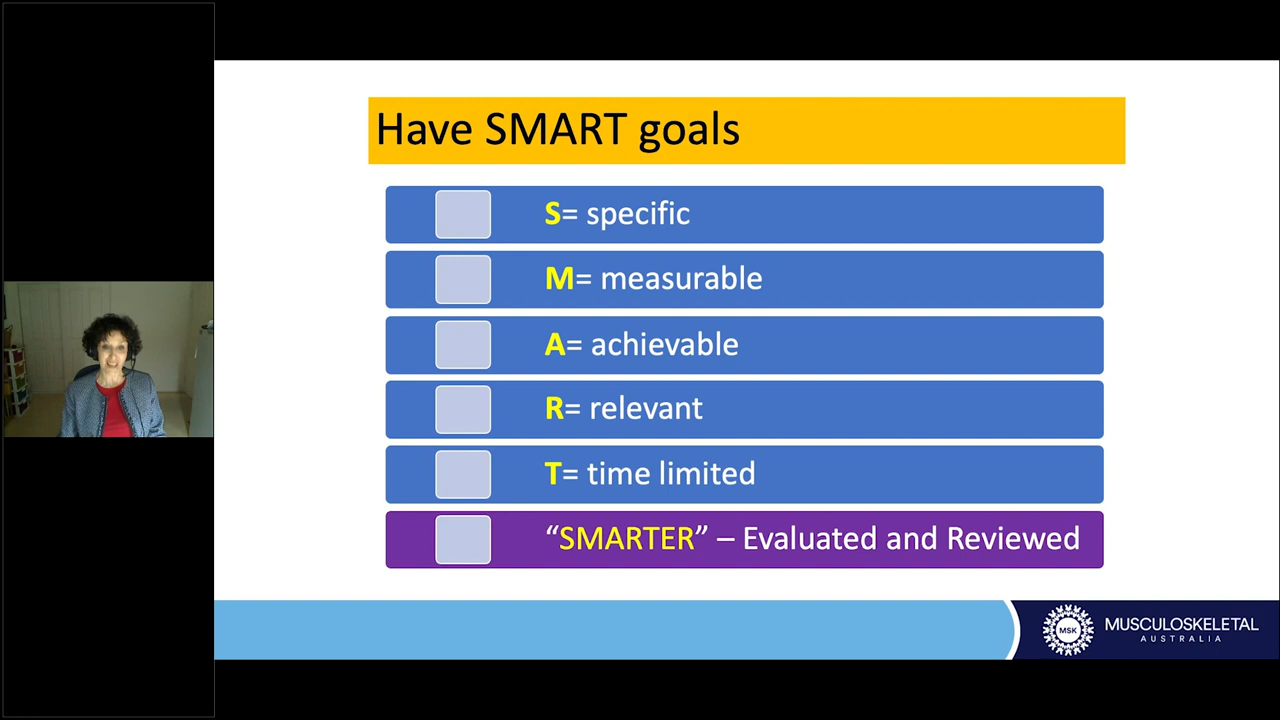 Have SMART goals
S= specific
M= measurable
A= achievable
R= relevant
T= time limited
“SMARTER” – Evaluated and Reviewed
MSK
MUSCULOSKELETAL
AUSTRALIA